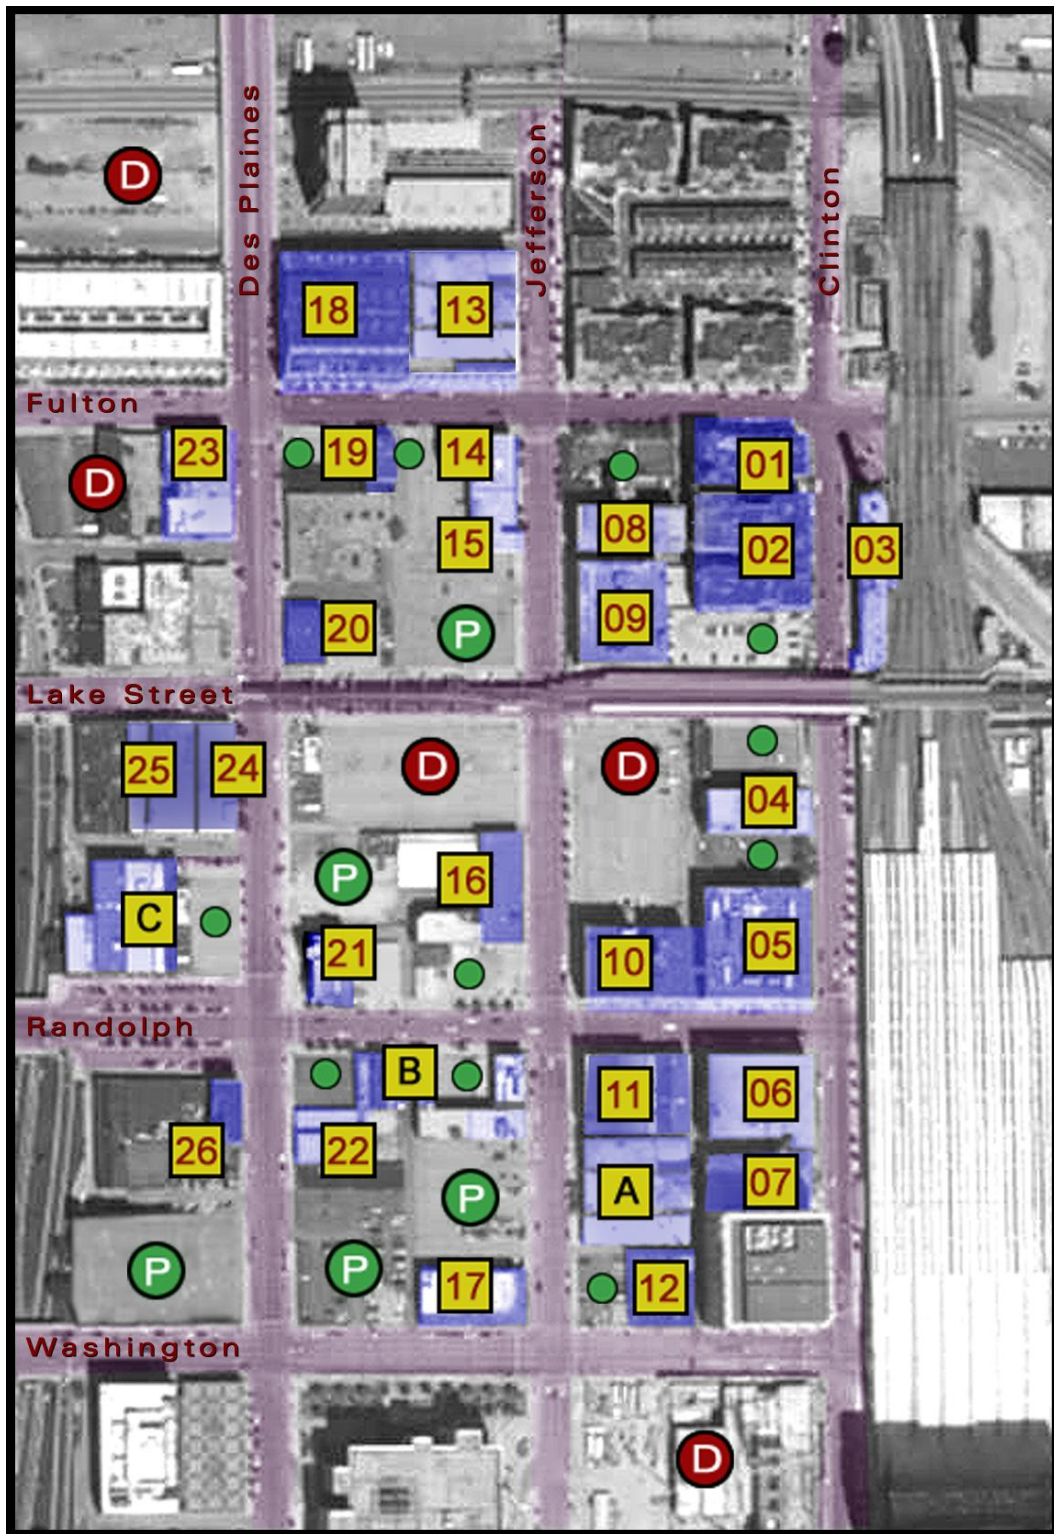 Des Plaines
Jefferson
Clinton
D
18
13
Fulton
23
19
14
01
D
15
08
02
03
20
P
09
Lake Street
25
24
D
D
04
P
16
C
21
10
05
Randolph
B
11
06
26
22
P
A
07
P
P
17
12
Washington
D